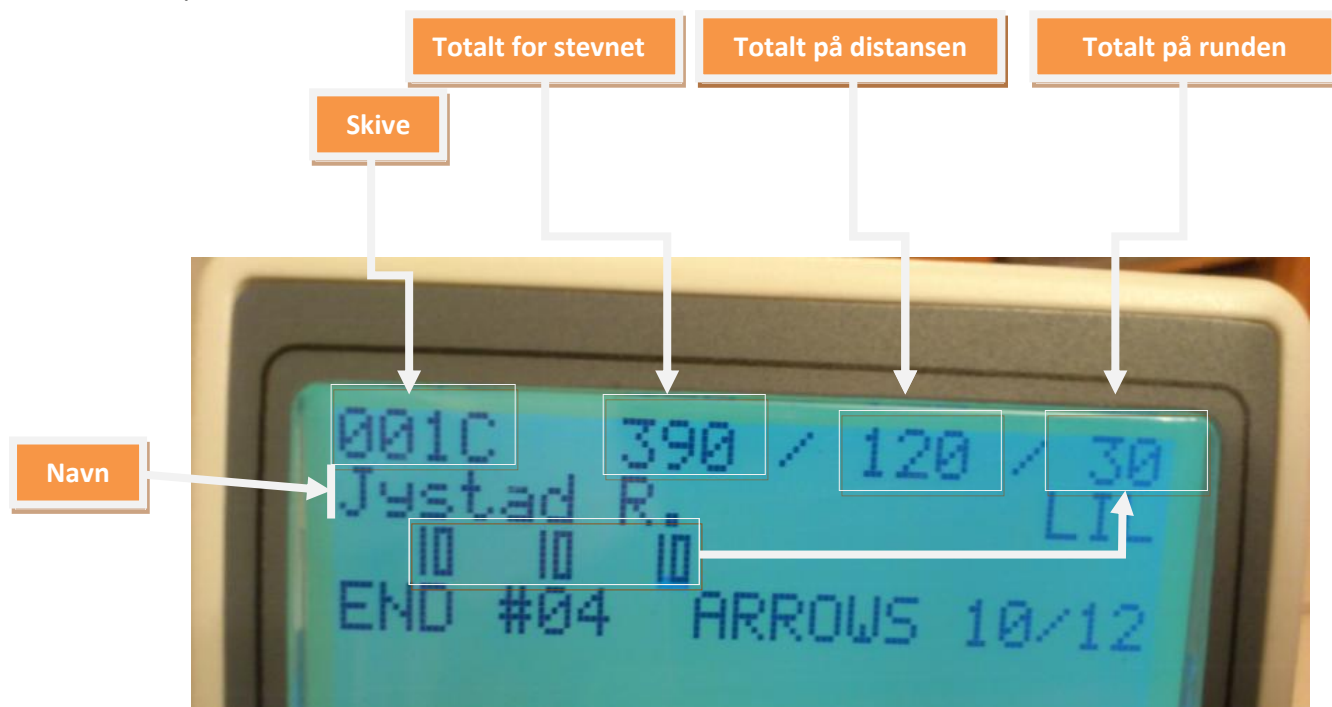 Totalt for stevnet Totalt på distansen Totalt på runden
Skive
Navn
001C 390 / 120 / 30
Jystad R. LIL
10 10 10
END #04 ARROWS 10/12